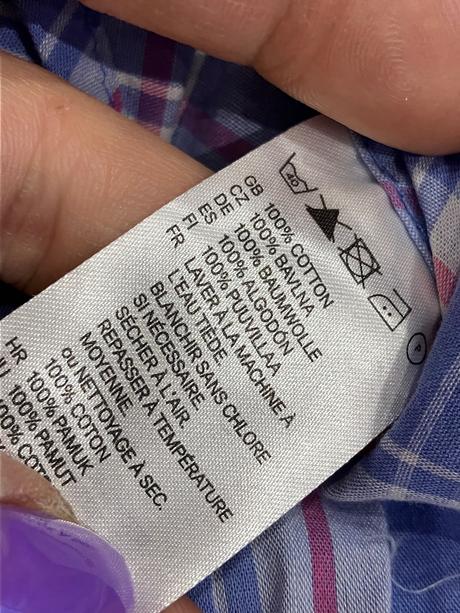 GB 100% COTTON
CZ 100% BAVLNA
DE 100% BAUMWOLLE
ES 100% ALGODON
FI 100% PUUVILLAA
FR LAVER À LA MACHINE À
L'EAU TIÈDE.
BLANCHIR SANS CHLORE
SI NÉCESSAIRE.
SÉCHER À L'AIR.
REPASSER À TEMPÉRATURE
MOYENNE.
ou NETTOYAGE À SEC.
100% COTON
HR 100% PAMUK
100% PAMUT